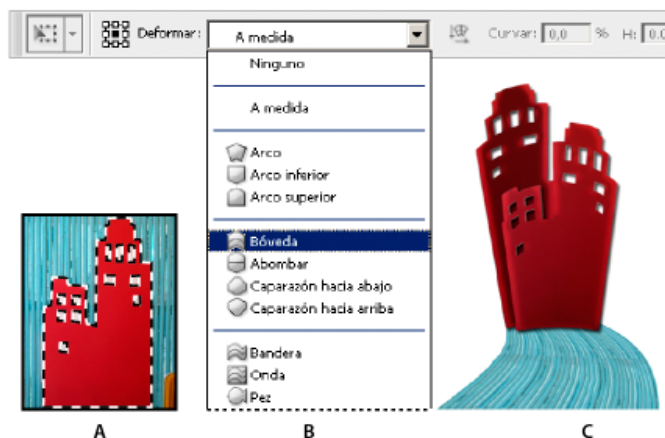 Deformar: A medida Curvar: 0,0 % H: 0,0
Ninguno
A medida
Arco
Arco inferior
Arco superior
Bóveda
Abombar
Caparazón hacia abajo
Caparazón hacia arriba
Bandera
Onda
Pez
A B C